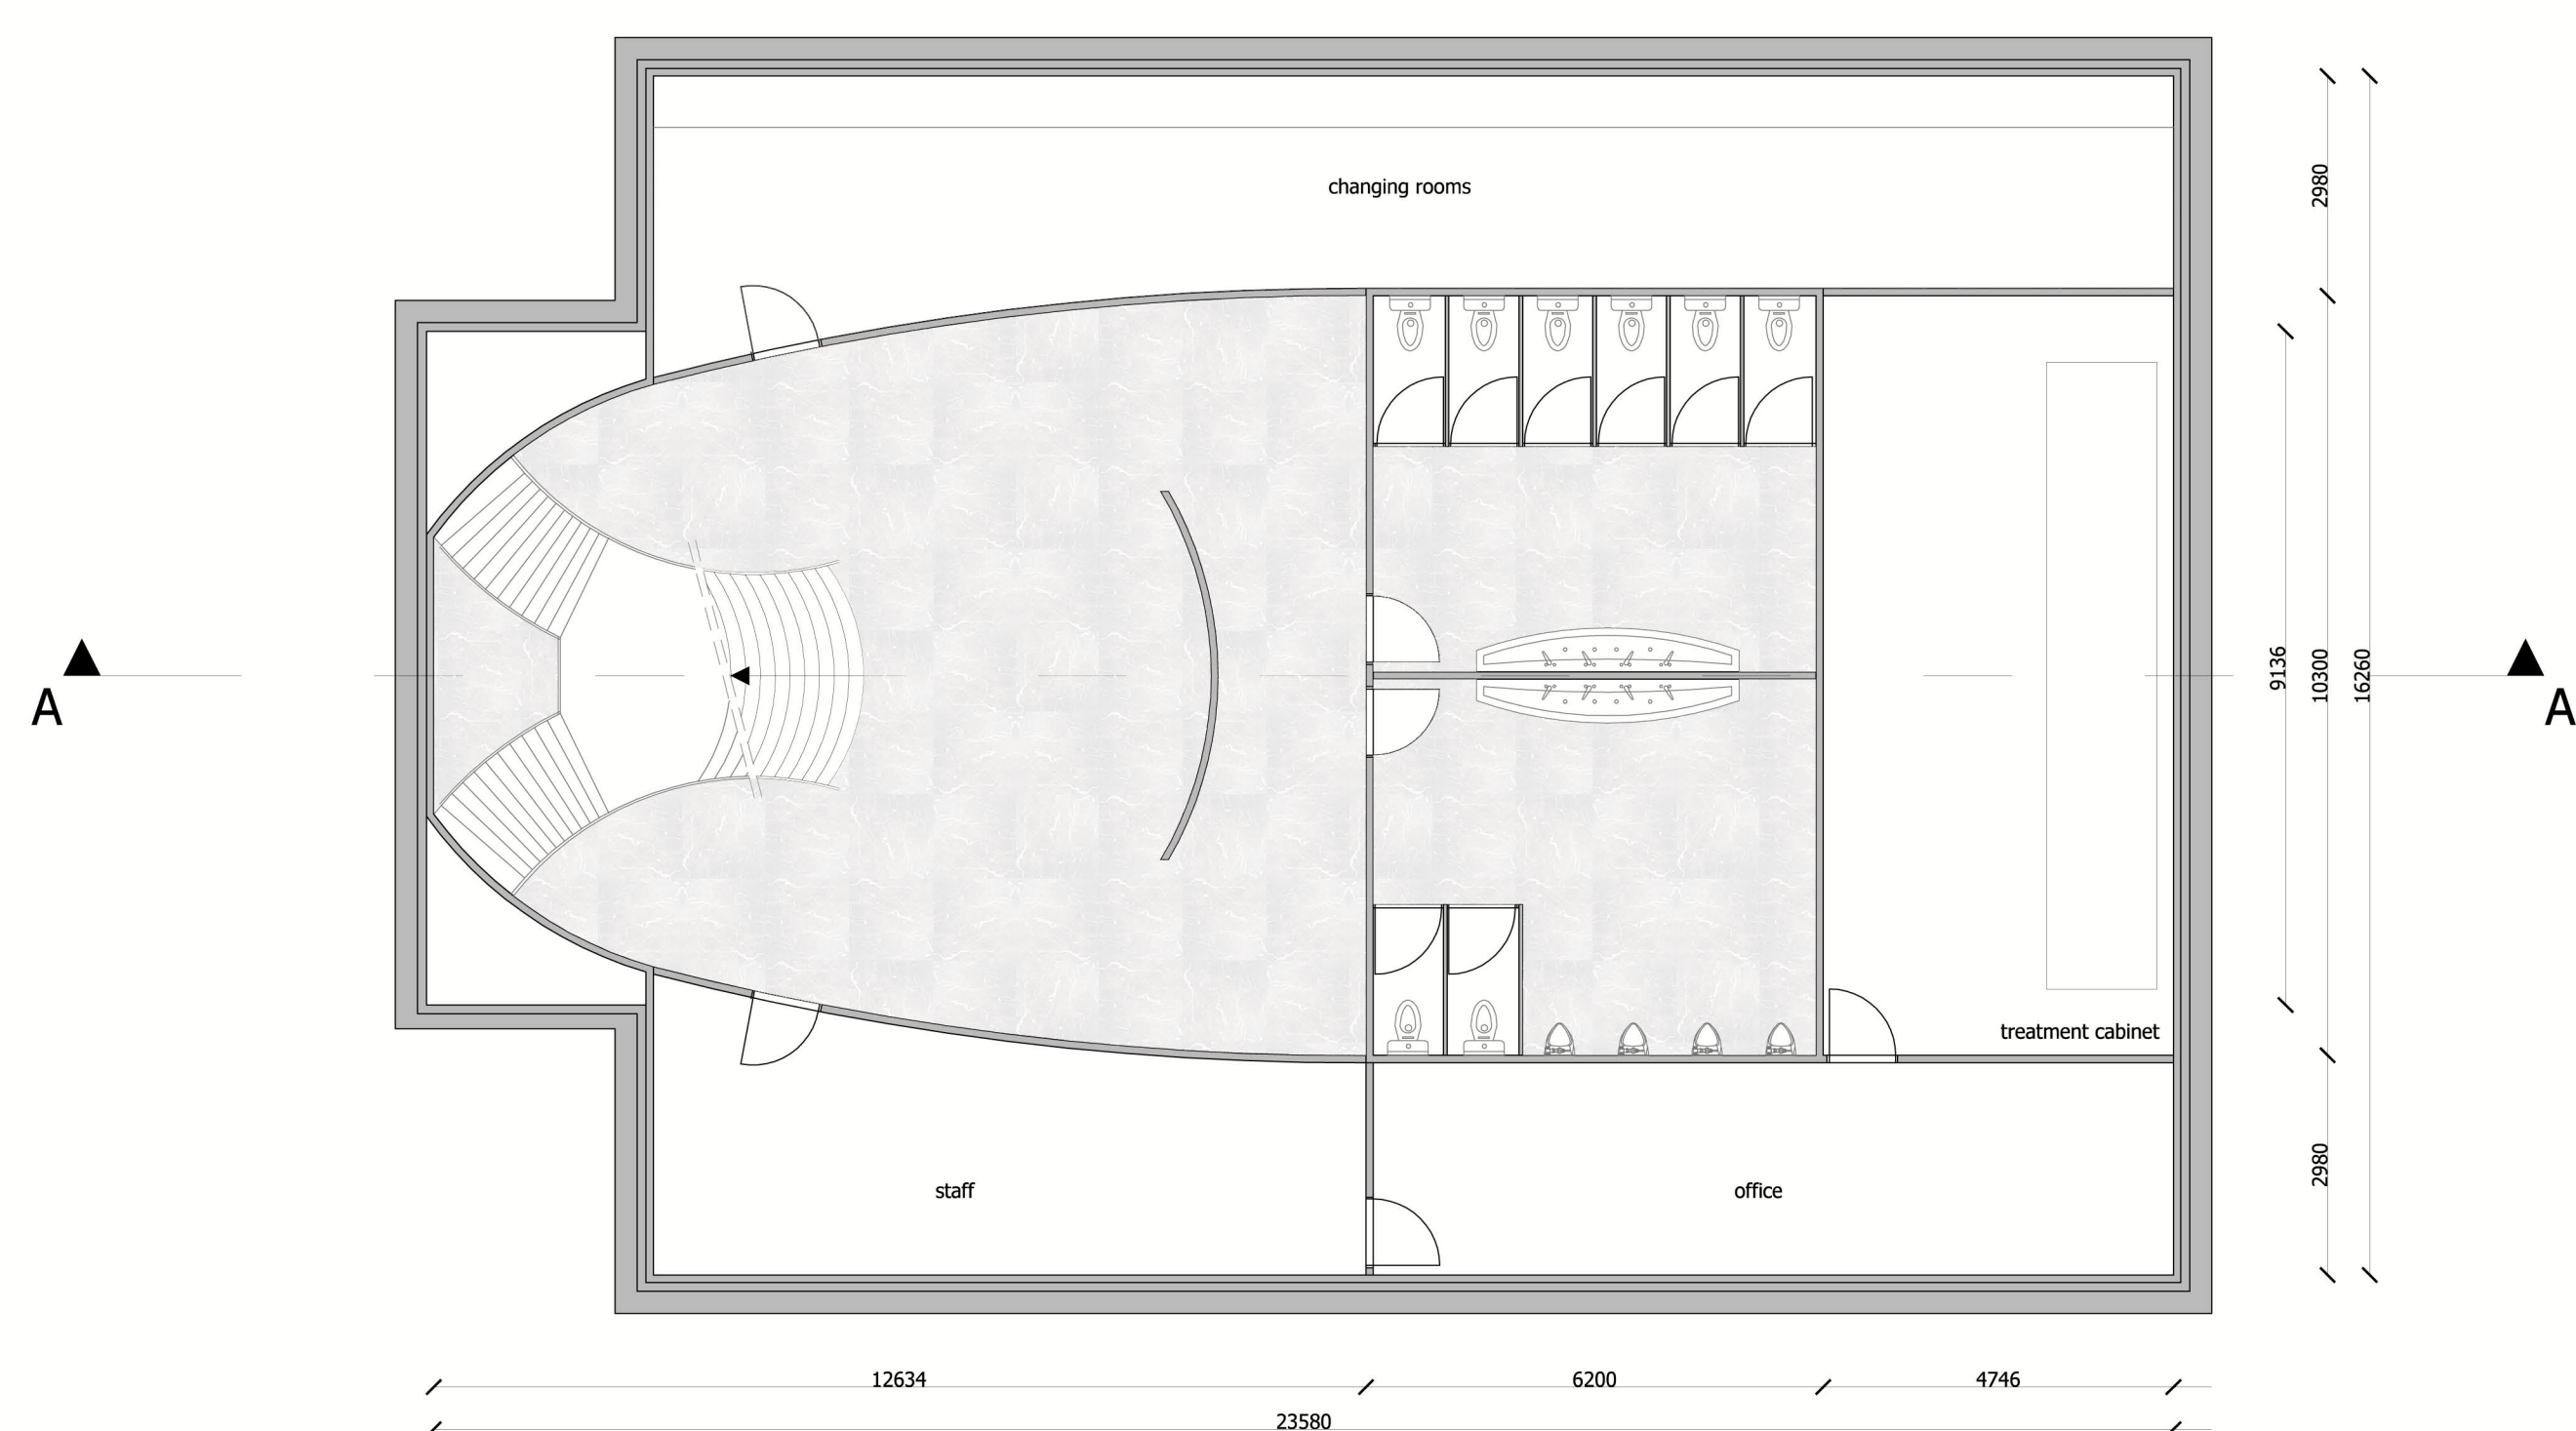 changing rooms
2980
A
9136
10300
16260
A
treatment cabinet
2980
staff
office
12634
6200
4746
23580